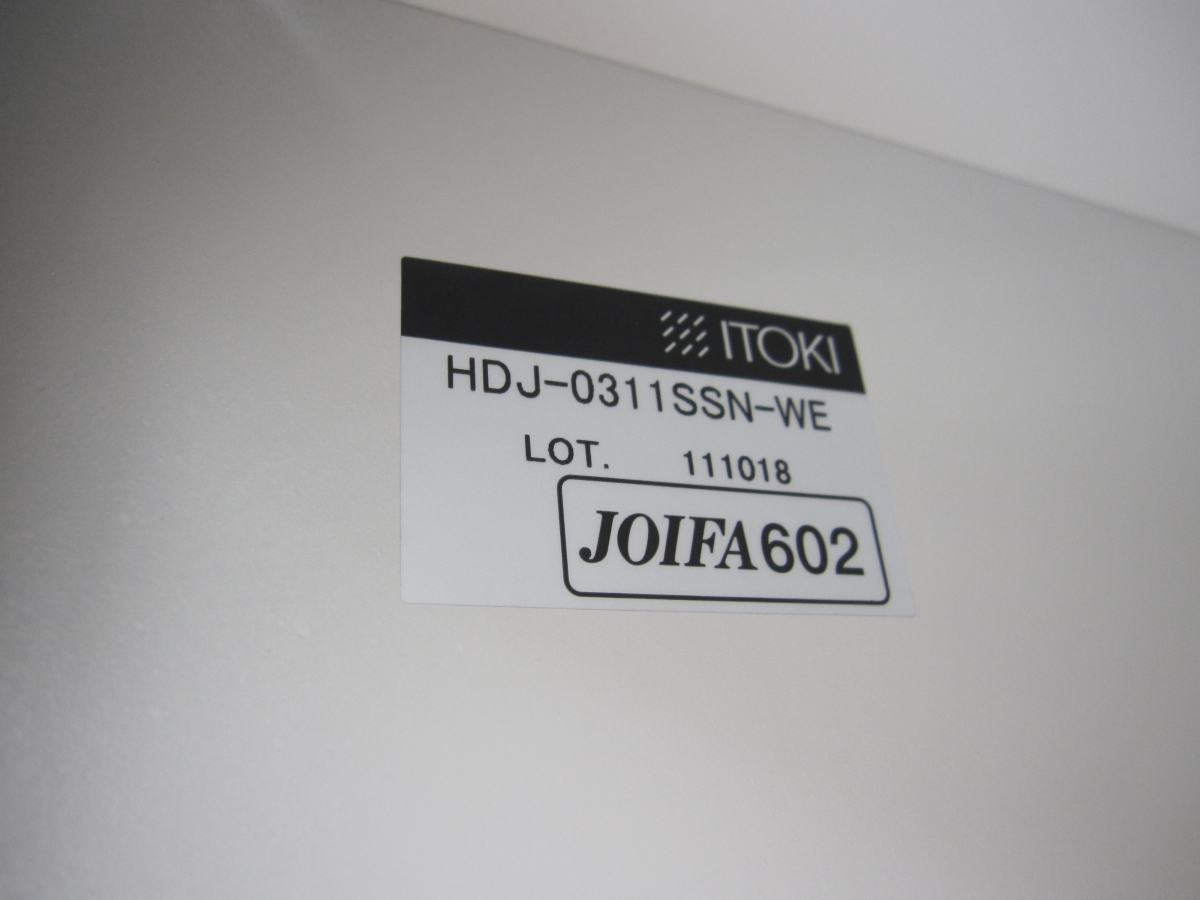 ITOKI
HDJ-0311SSN-WE
LOT. 111018
JOIFA602